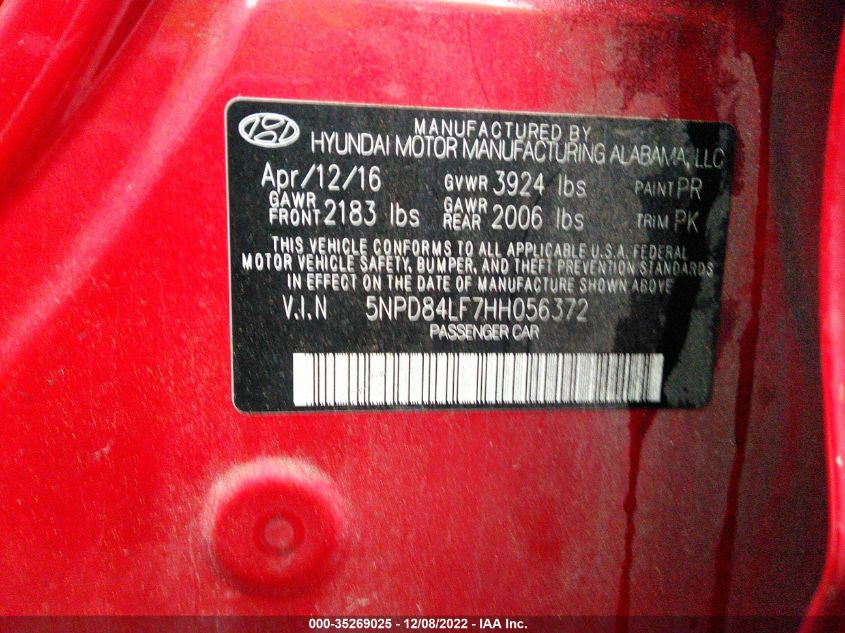 MANUFACTURED BY
HYUNDAI MOTOR MANUFACTURING ALABAMA, LLC
Apr/12/16 GVWR 3924 lbs PAINT PR
GAWR FRONT 2183 lbs GAWR REAR 2006 lbs TRIM PK
THIS VEHICLE CONFORMS TO ALL APPLICABLE U.S.A. FEDERAL
MOTOR VEHICLE SAFETY, BUMPER, AND THEFT PREVENTION STANDARDS
IN EFFECT ON THE DATE OF MANUFACTURE SHOWN ABOVE.
V.I.N 5NPD84LF7HH056372
PASSENGER CAR
000-35269025 - 12/08/2022 - IAA Inc.